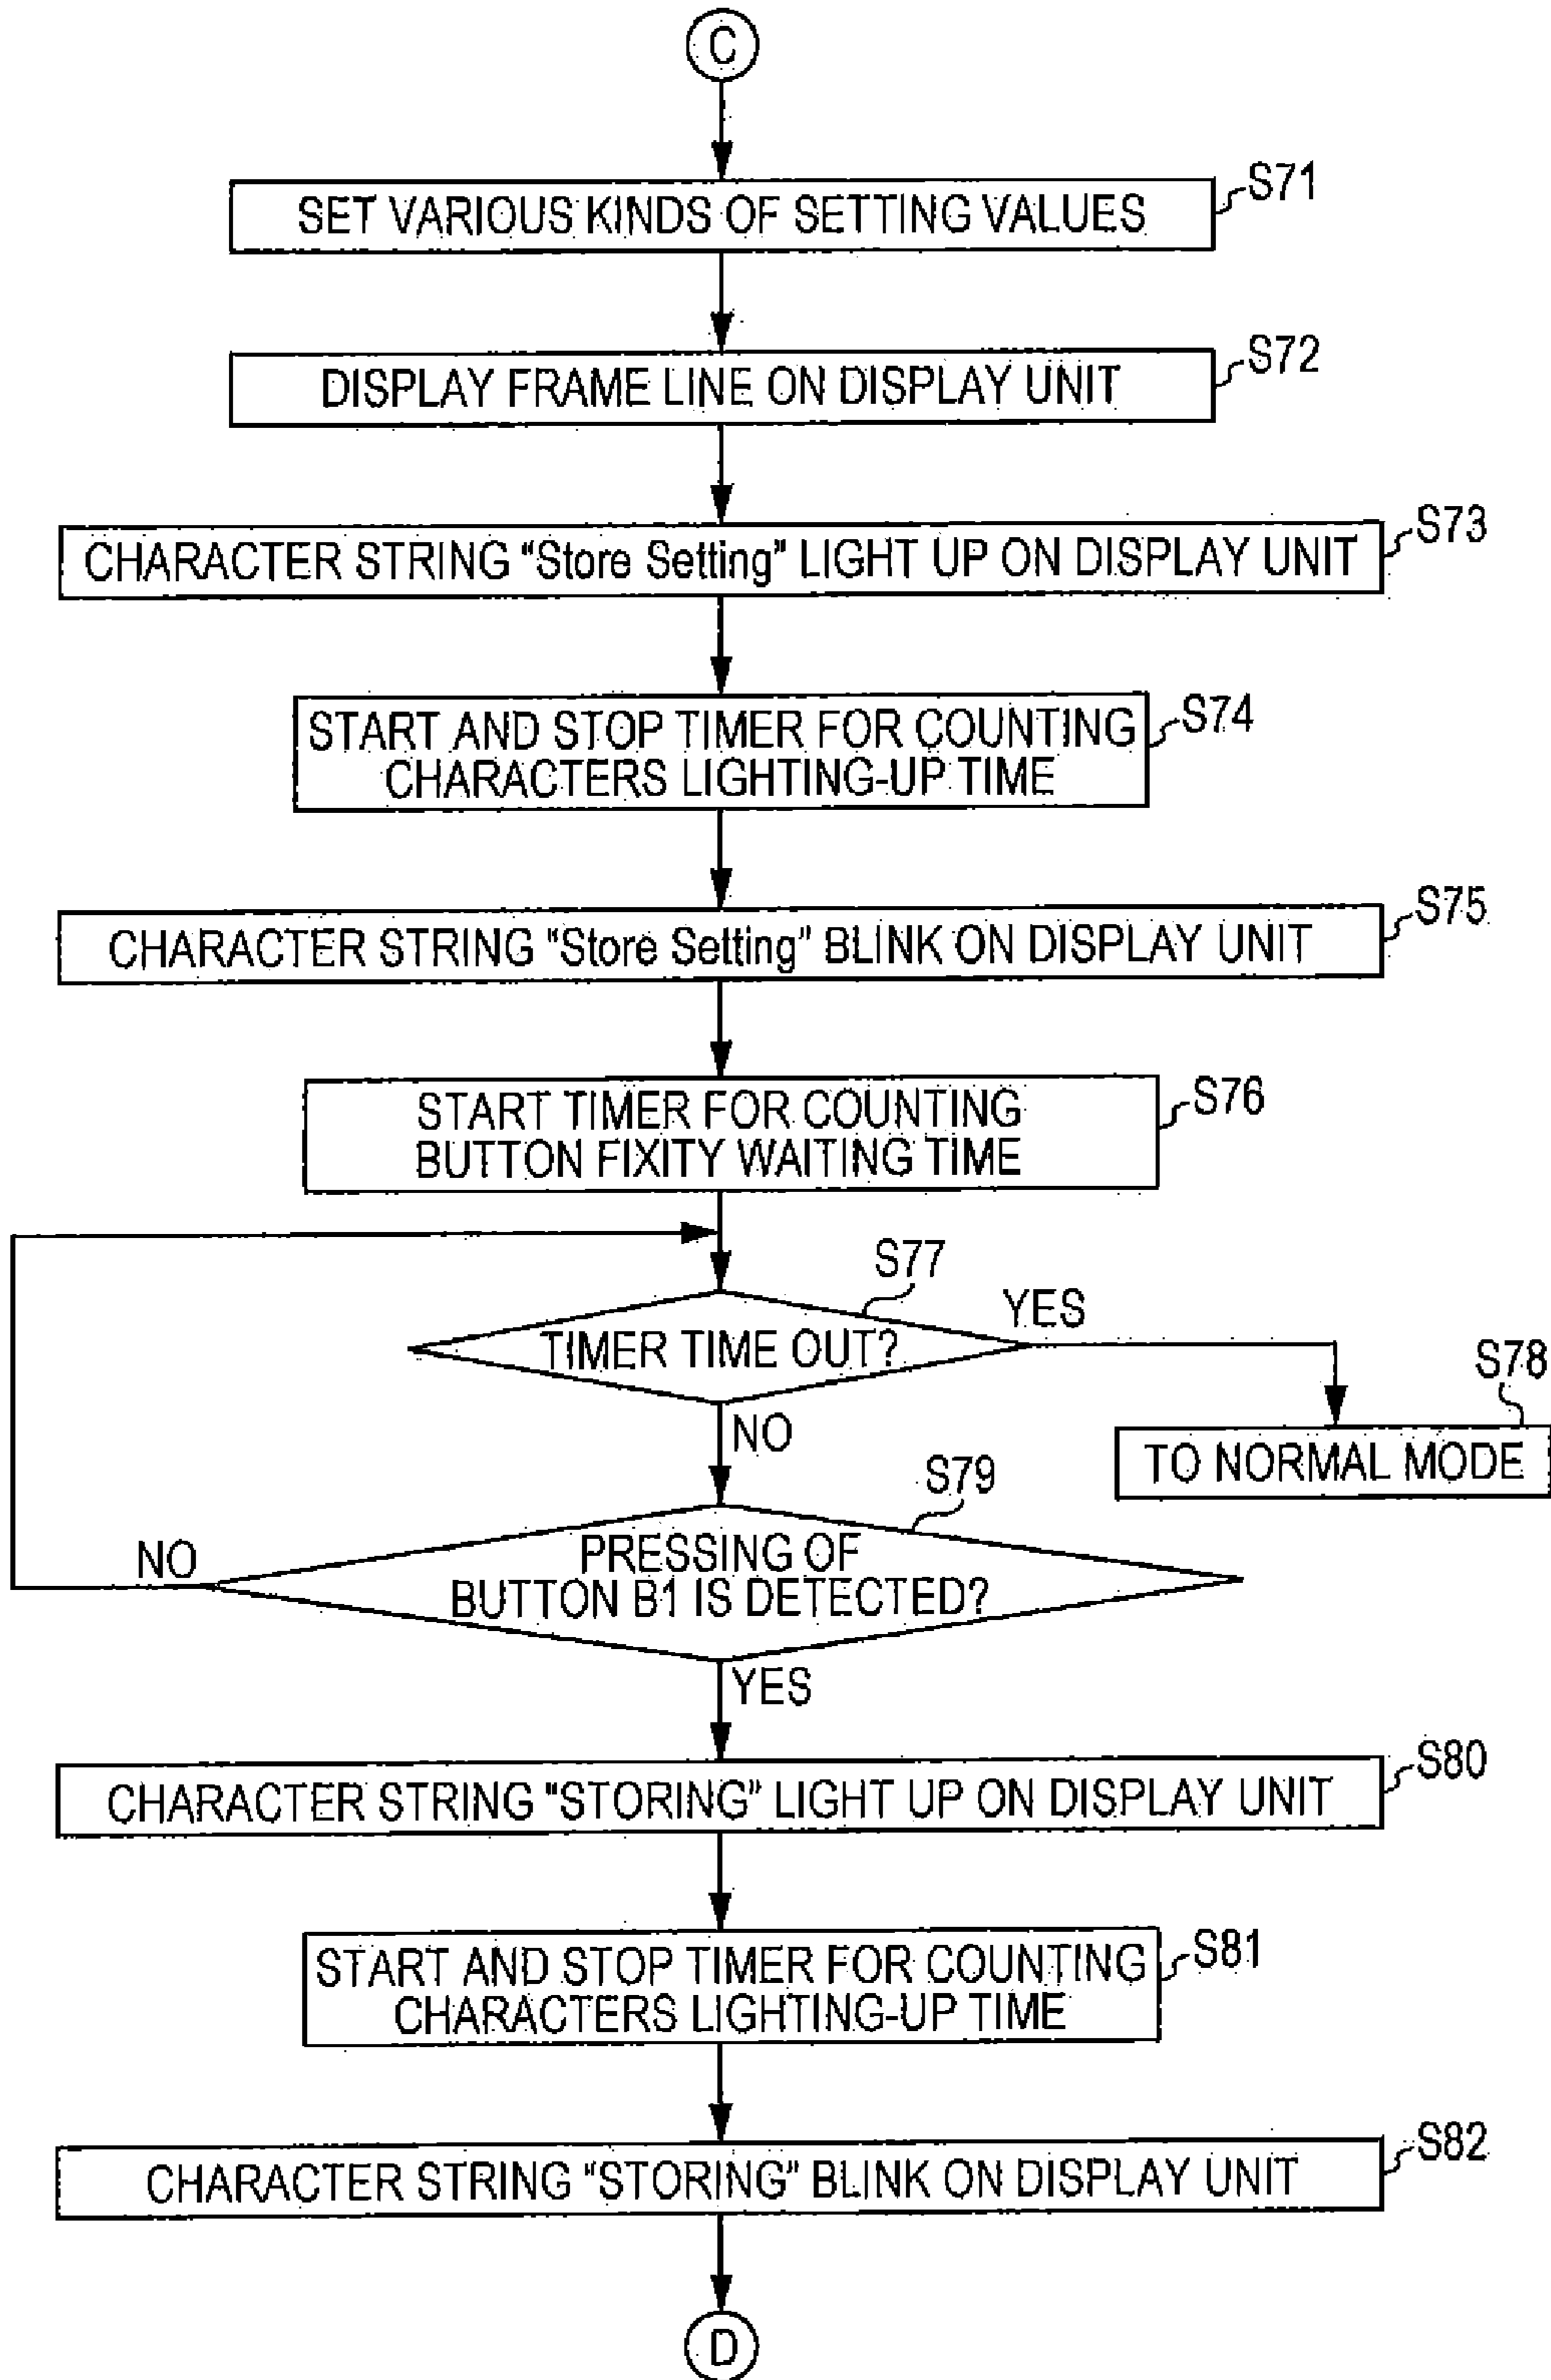 C
SET VARIOUS KINDS OF SETTING VALUES
S71
DISPLAY FRAME LINE ON DISPLAY UNIT
S72
CHARACTER STRING "Store Setting" LIGHT UP ON DISPLAY UNIT
S73
START AND STOP TIMER FOR COUNTING
CHARACTERS LIGHTING-UP TIME
S74
CHARACTER STRING "Store Setting" BLINK ON DISPLAY UNIT
S75
START TIMER FOR COUNTING
BUTTON FIXITY WAITING TIME
S76
S77
TIMER TIME OUT?
YES
NO
S78
TO NORMAL MODE
S79
PRESSING OF
BUTTON B1 IS DETECTED?
NO
YES
CHARACTER STRING "STORING" LIGHT UP ON DISPLAY UNIT
S80
START AND STOP TIMER FOR COUNTING
CHARACTERS LIGHTING-UP TIME
S81
CHARACTER STRING "STORING" BLINK ON DISPLAY UNIT
S82
D